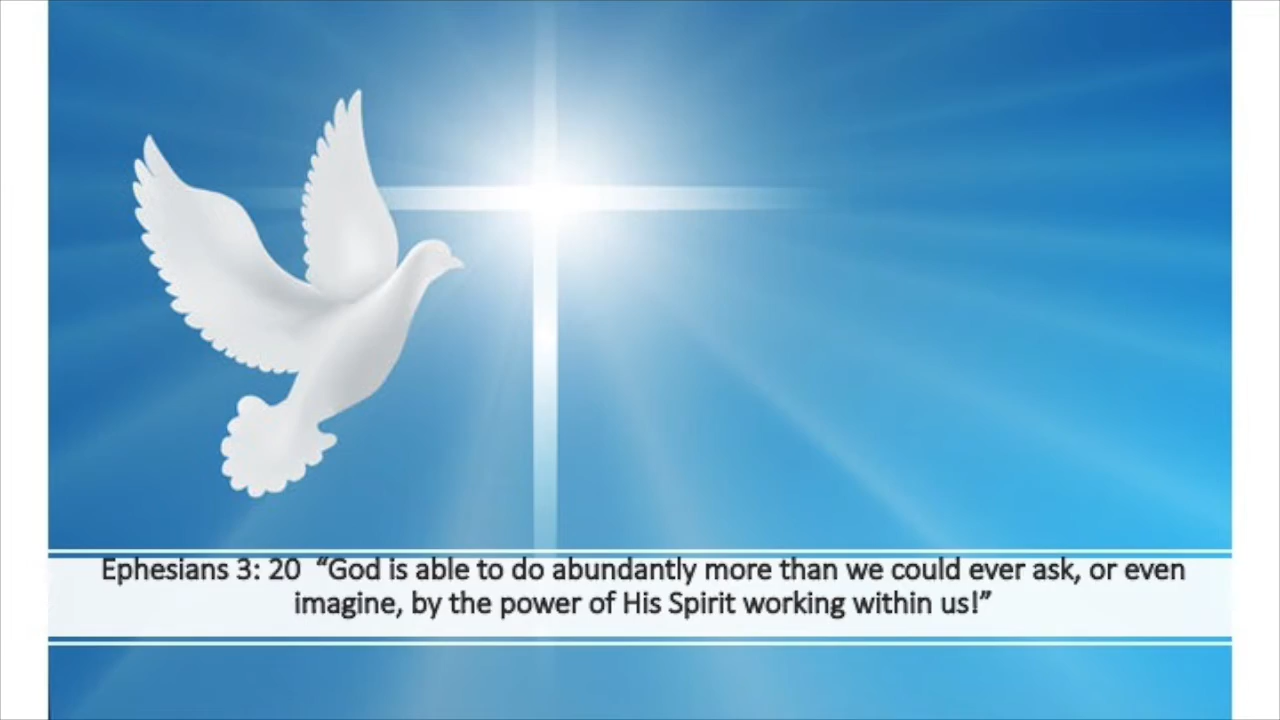 Ephesians 3: 20  “God is able to do abundantly more than we could ever ask, or even
imagine, by the power of His Spirit working within us!”